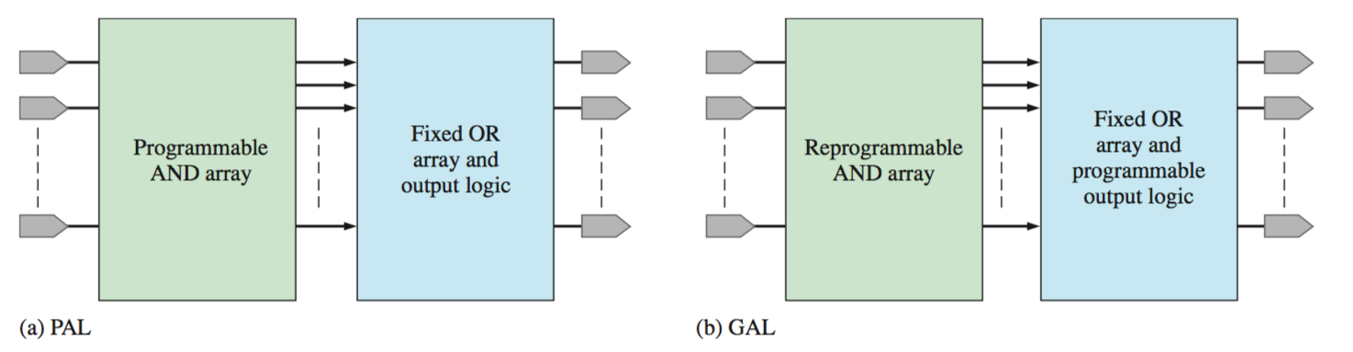 Programmable
AND array
Fixed OR
array and
output logic
(a) PAL
Reprogrammable
AND array
Fixed OR
array and
programmable
output logic
(b) GAL